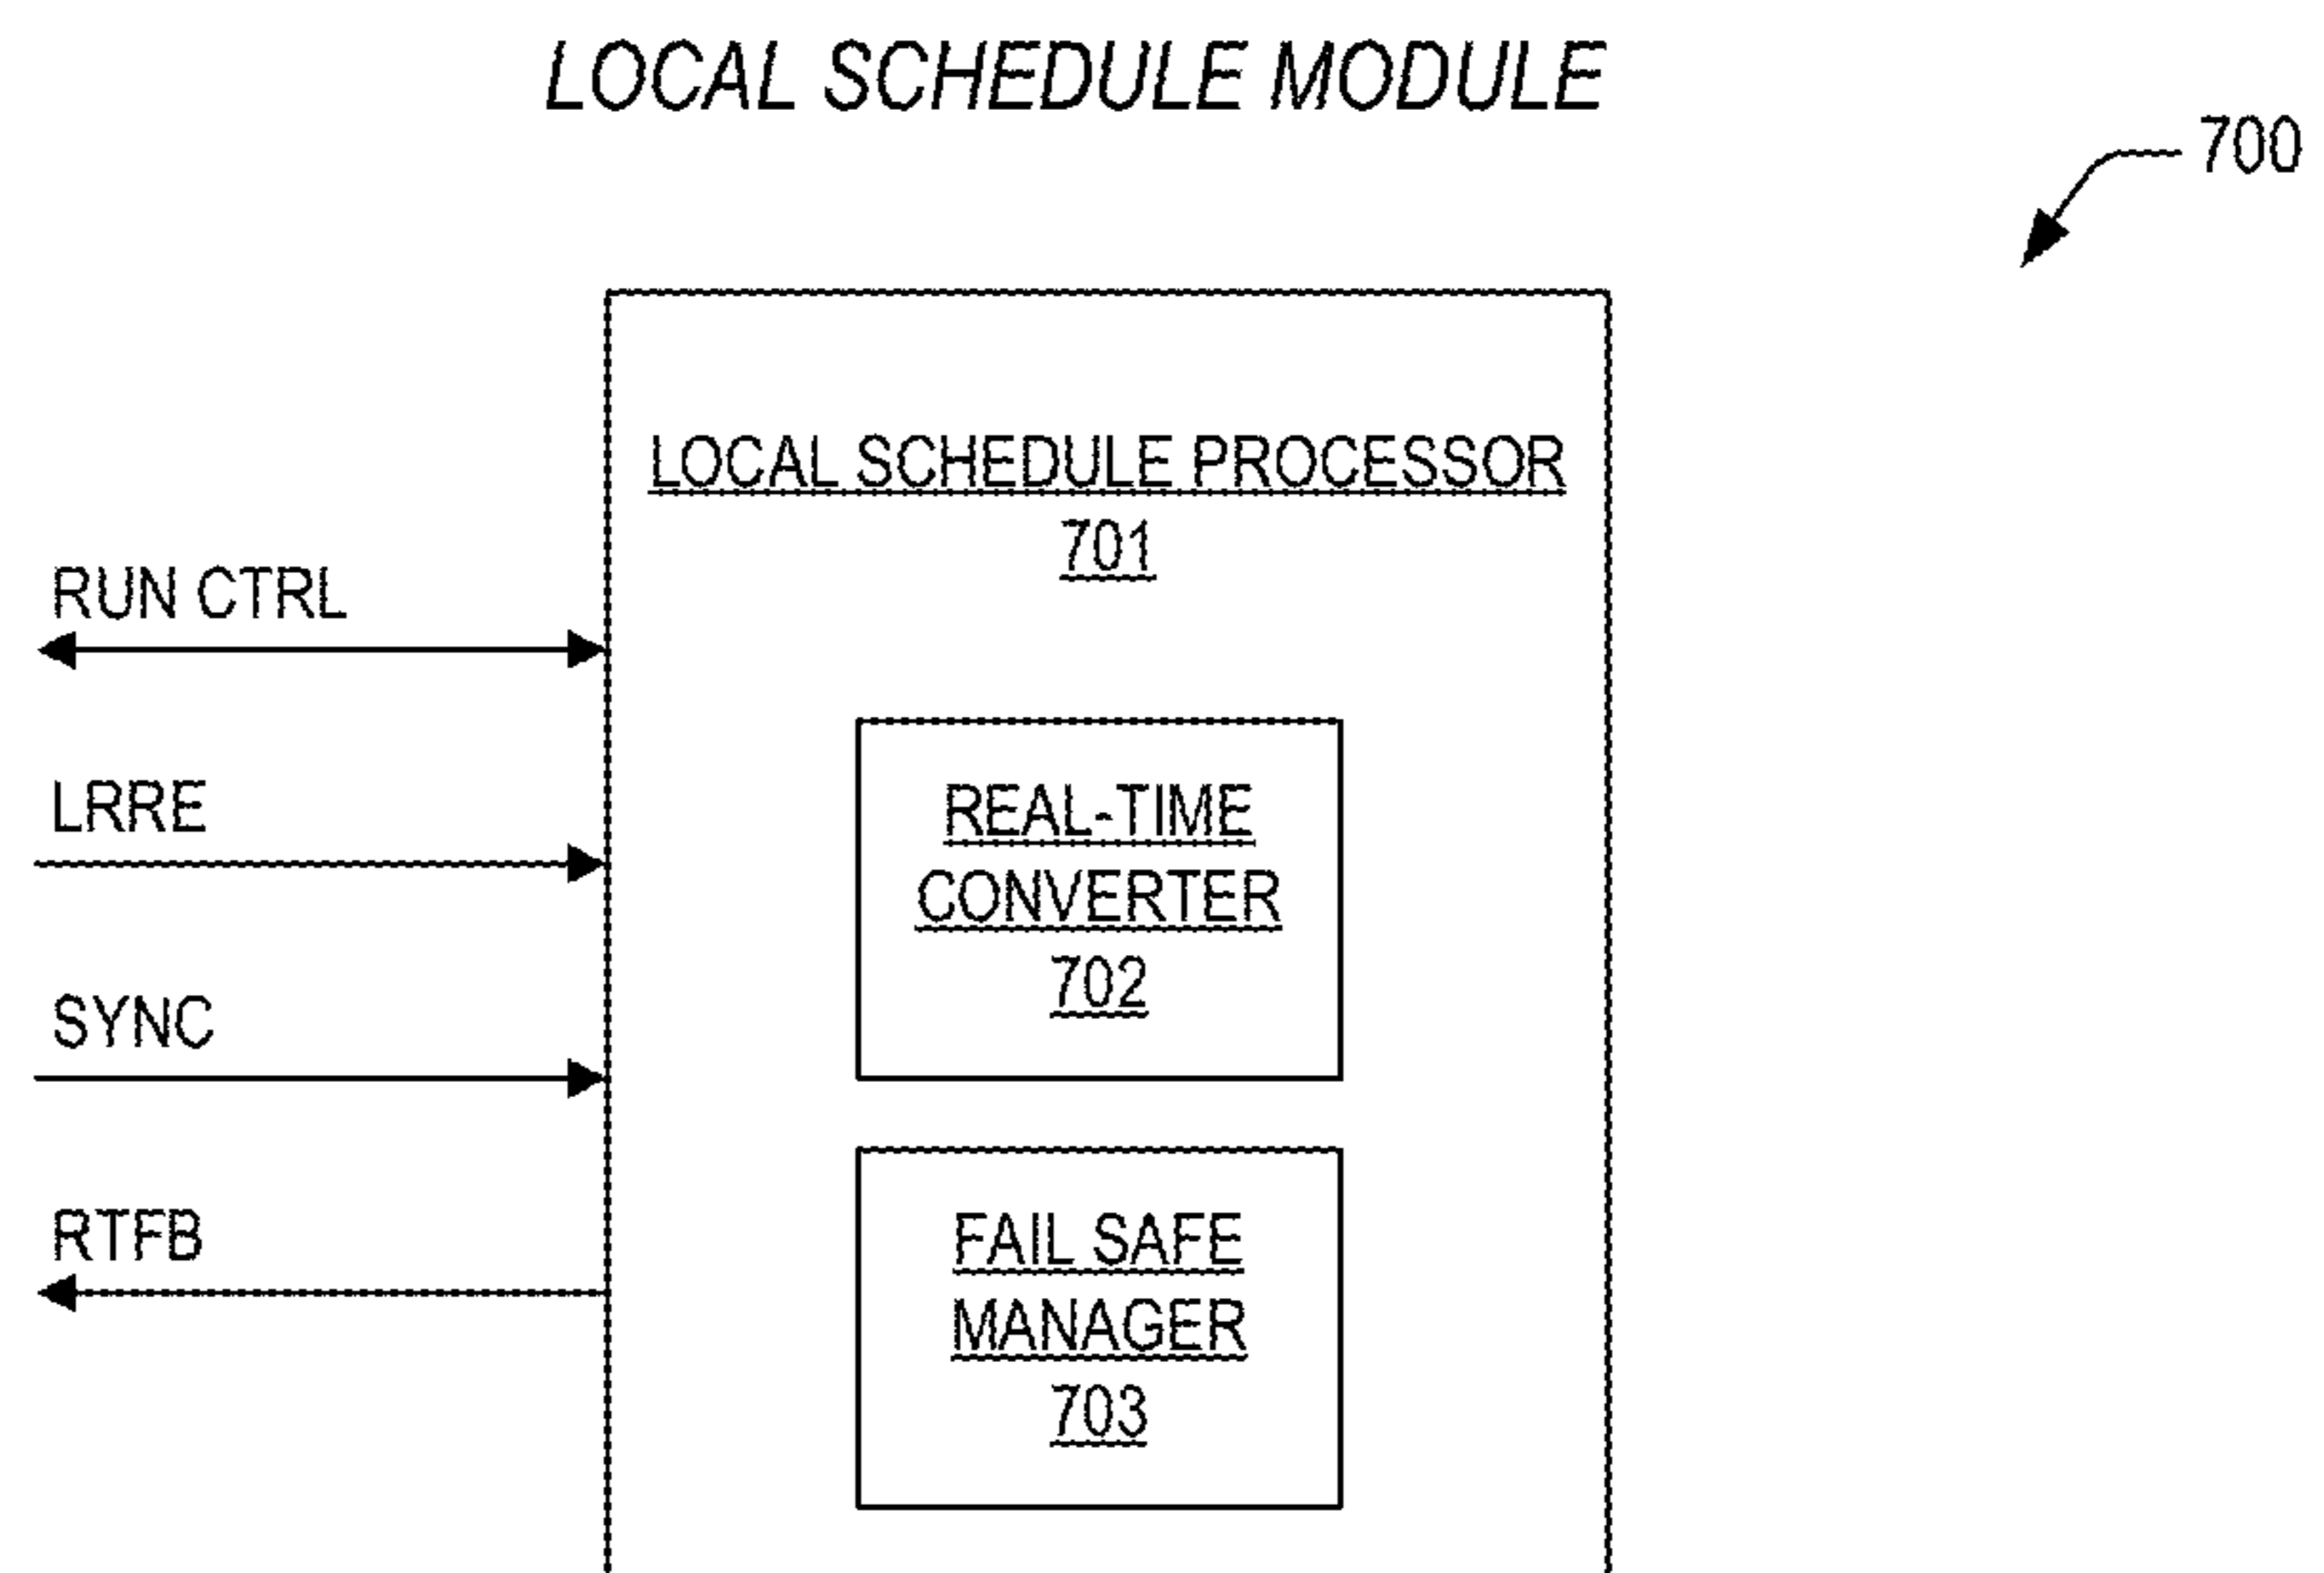 LOCAL SCHEDULE MODULE
700
LOCAL SCHEDULE PROCESSOR
701
RUN CTRL
LRRE
REAL-TIME
CONVERTER
702
SYNC
RTFB
FAIL SAFE
MANAGER
703